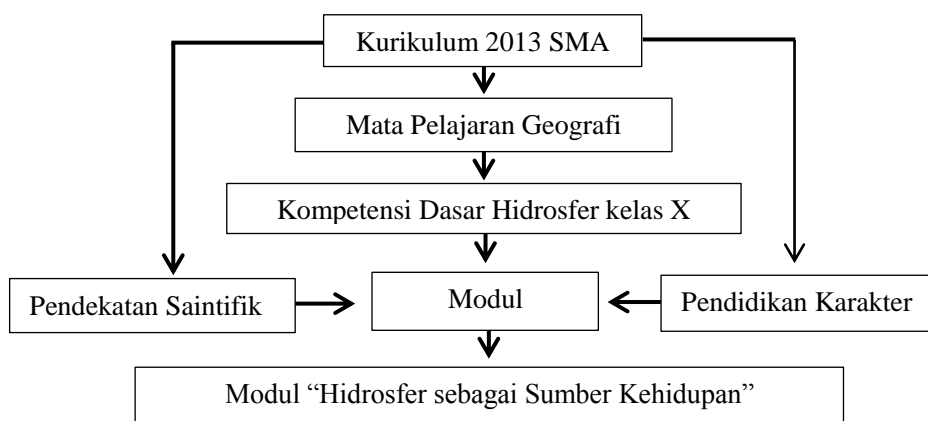 Kurikulum 2013 SMA
Mata Pelajaran Geografi
Kompetensi Dasar Hidrosfer kelas X
Pendekatan Saintifik
Modul
Pendidikan Karakter
Modul “Hidrosfer sebagai Sumber Kehidupan”